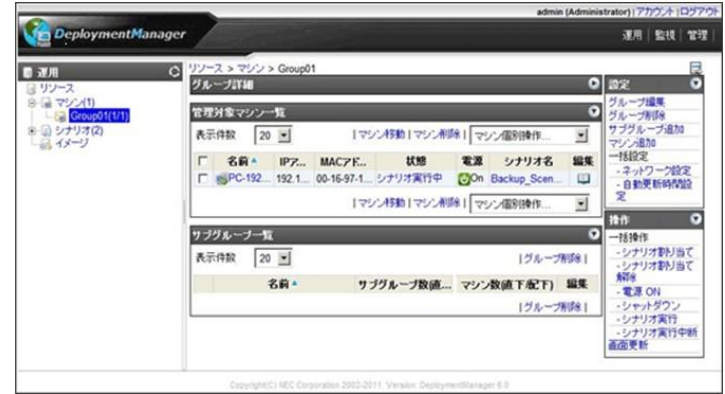 admin (Administrator) | アカウント | ログアウト
DeploymentManager
運用 | 監視 | 管理 |
運用
リソース
マシン(1)
Group01(1/1)
シナリオ(2)
イメージ
リソース > マシン > Group01
グループ詳細
管理対象マシン一覧
表示件数 20 | マシン移動 | マシン削除 | マシン個別操作...
名前 IPア... MACアド... 状態 電源 シナリオ名 編集
PC-192... 192.1... 00-16-97-1... シナリオ実行中 On Backup_Scen...
| マシン移動 | マシン削除 | マシン個別操作...
サブグループ一覧
表示件数 20 | グループ削除 |
名前 サブグループ数(直... マシン数(直下/配下) 編集
| グループ削除 |
設定
グループ編集
グループ削除
サブグループ追加
マシン追加
一括設定
- ネットワーク設定
- 自動更新時間設
定
操作
一括操作
- シナリオ割り当て
- シナリオ割り当て
解除
- 電源 ON
- シャットダウン
- シナリオ実行
- シナリオ実行中断
画面更新
Copyright(C) NEC Corporation 2002-2011. Version: DeploymentManager 6.0